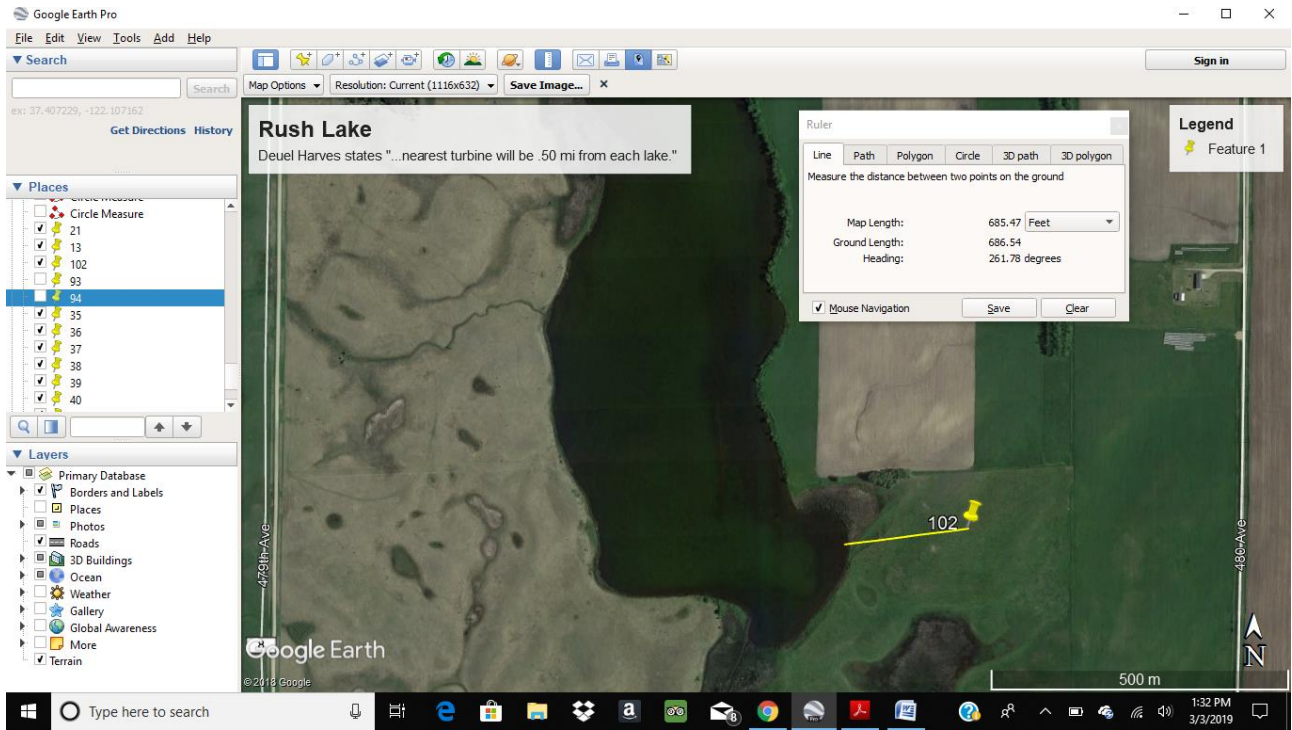 Google Earth Pro
File Edit View Tools Add Help
Search
Search
ex: 37.407229, -122.107162
Get Directions History
Places
Circle Measure
Circle Measure
21
13
102
93
94
35
36
37
38
39
40
Layers
Primary Database
Borders and Labels
Places
Photos
Roads
3D Buildings
Ocean
Weather
Gallery
Global Awareness
More
Terrain
Sign in
Map Options Resolution: Current (1116x632) Save Image...
Rush Lake
Deuel Harves states "...nearest turbine will be .50 mi from each lake."
Ruler
Line Path Polygon Circle 3D path 3D polygon
Measure the distance between two points on the ground
Map Length: 685.47 Feet
Ground Length: 686.54
Heading: 261.78 degrees
Mouse Navigation Save Clear
Legend
Feature 1
102
479th Ave
480 Ave
Google Earth
© 2018 Google
N
500 m
Type here to search
a
8
Pro
1:32 PM
3/3/2019